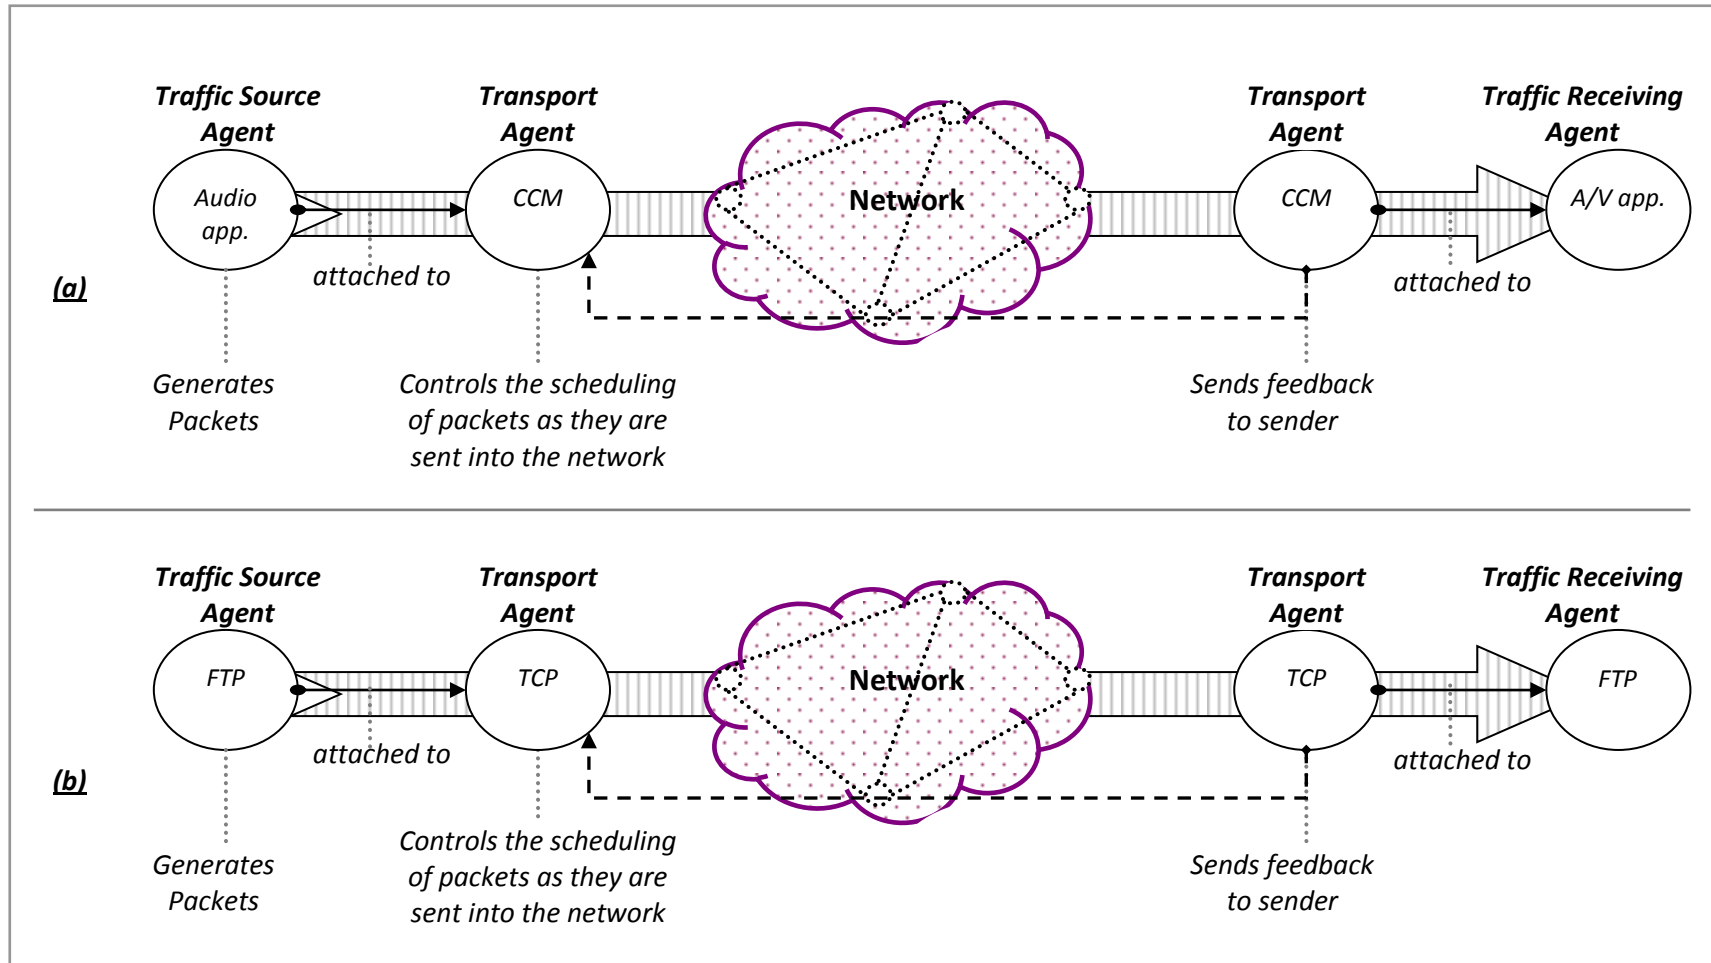 Traffic Source
Agent
Transport
Agent
Transport
Agent
Traffic Receiving
Agent
Audio
app.
CCM
Network
CCM
A/V app.
attached to
attached to
(a)
Generates
Packets
Controls the scheduling
of packets as they are
sent into the network
Sends feedback
to sender
Traffic Source
Agent
Transport
Agent
Transport
Agent
Traffic Receiving
Agent
FTP
TCP
Network
TCP
FTP
attached to
attached to
(b)
Generates
Packets
Controls the scheduling
of packets as they are
sent into the network
Sends feedback
to sender